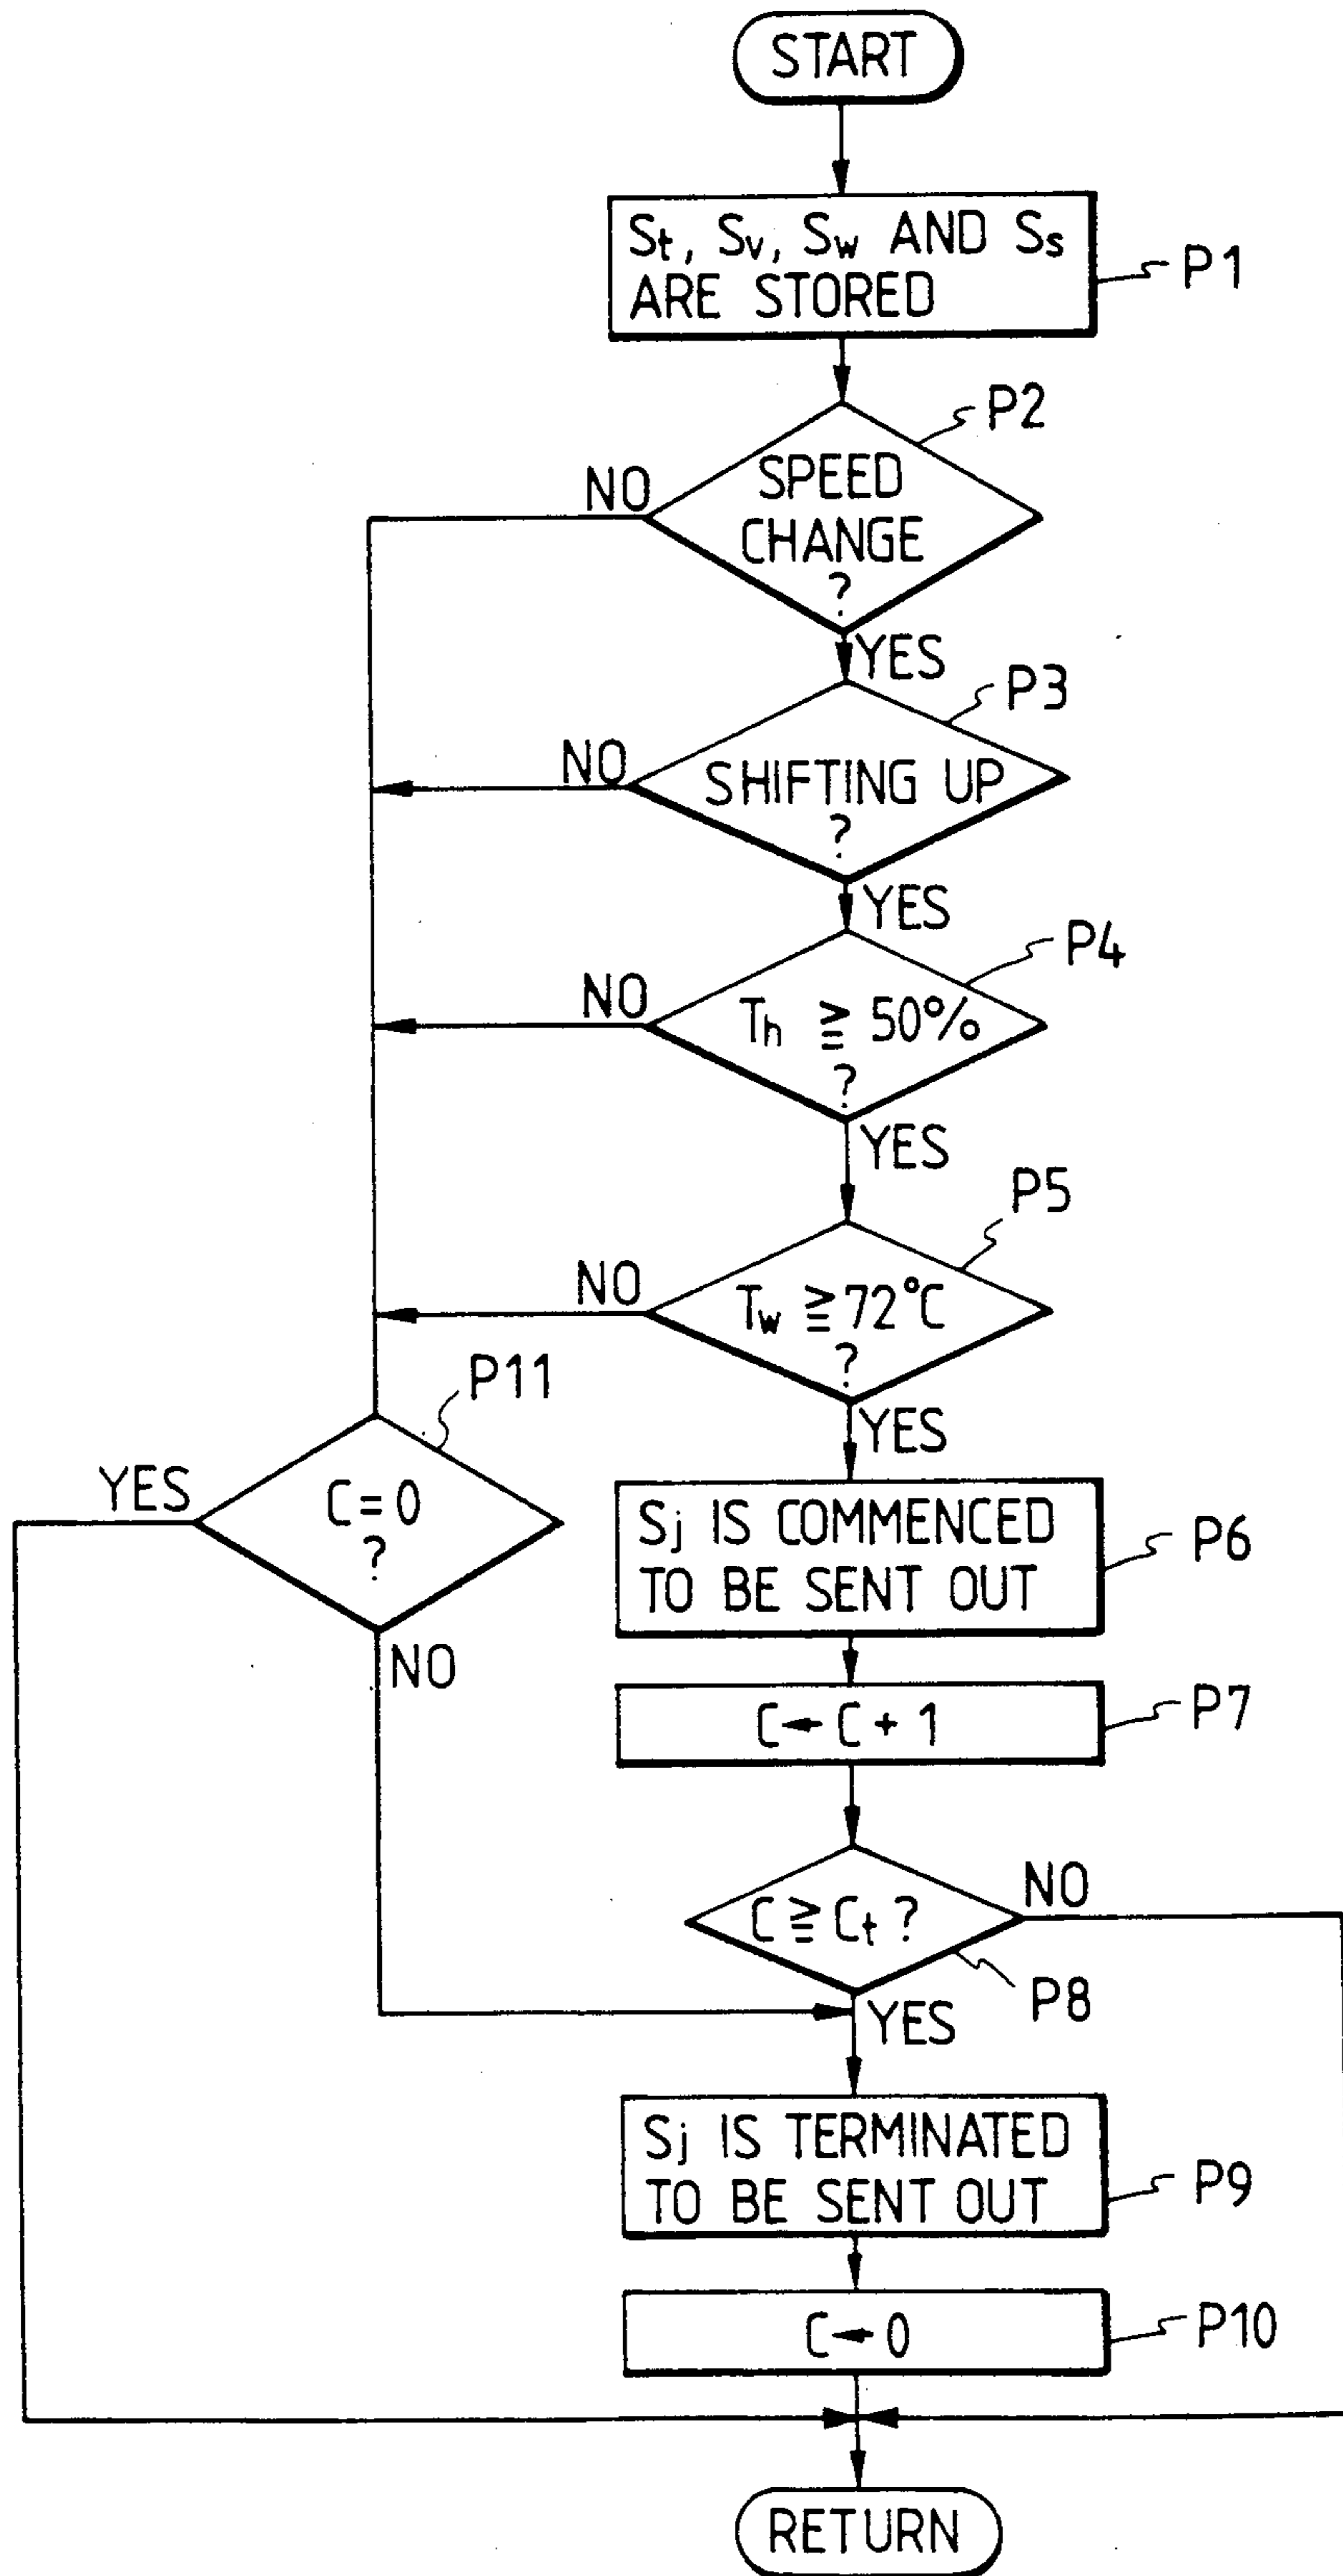 START
St, Sv, Sw AND Ss
ARE STORED
P1
P2
SPEED
CHANGE
?
NO
YES
P3
SHIFTING UP
?
NO
YES
P4
Th ≧ 50%
?
NO
YES
P5
Tw ≧ 72°C
?
NO
YES
P11
C=0
?
YES
NO
Sj IS COMMENCED
TO BE SENT OUT
P6
C ← C + 1
P7
C ≧ Ct ?
NO
P8
YES
Sj IS TERMINATED
TO BE SENT OUT
P9
C ← 0
P10
RETURN